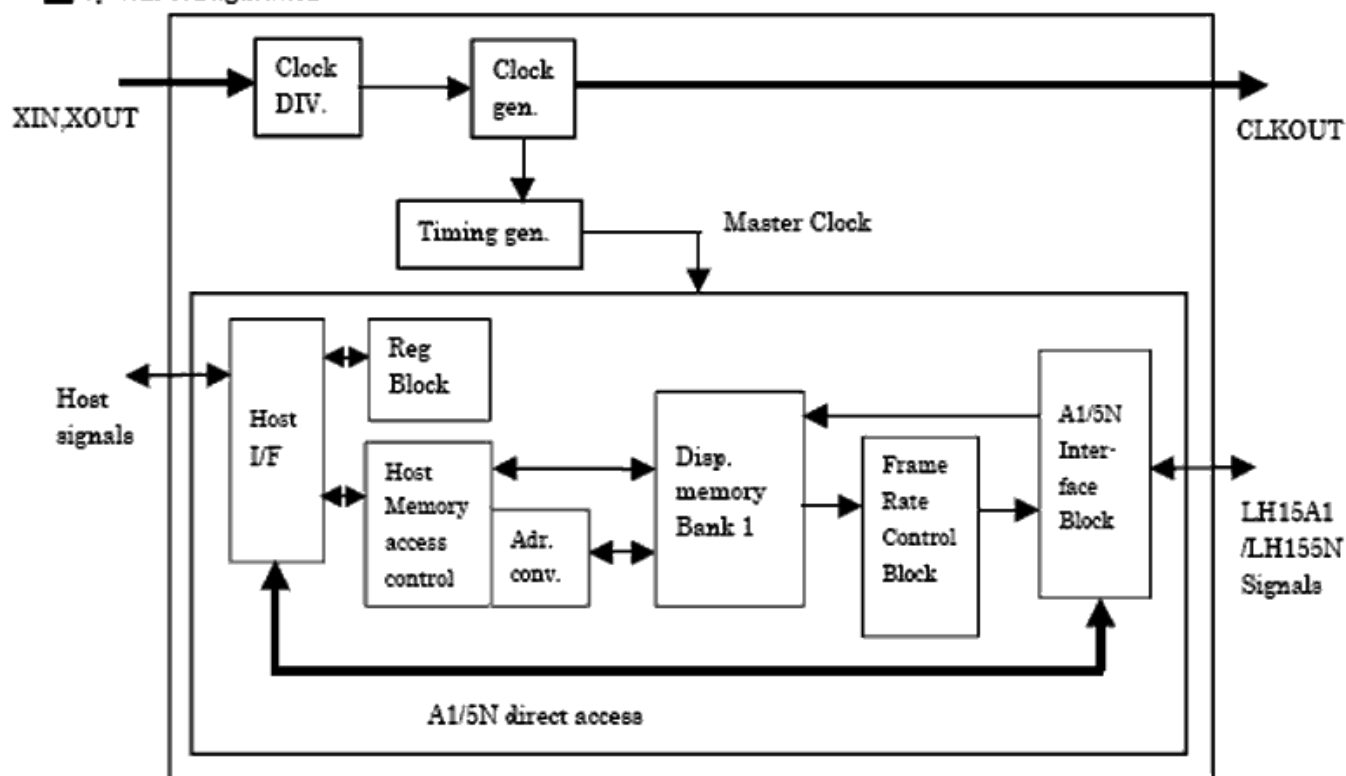 Clock
DIV.
Clock
gen.
XIN,XOUT
CLKOUT
Timing gen.
Master Clock
Host
signals
Host
I/F
Reg
Block
Host
Memory
access
control
Adr.
conv.
Disp.
memory
Bank 1
Frame
Rate
Control
Block
A1/5N
Inter-
face
Block
LH15A1
/LH155N
Signals
A1/5N direct access